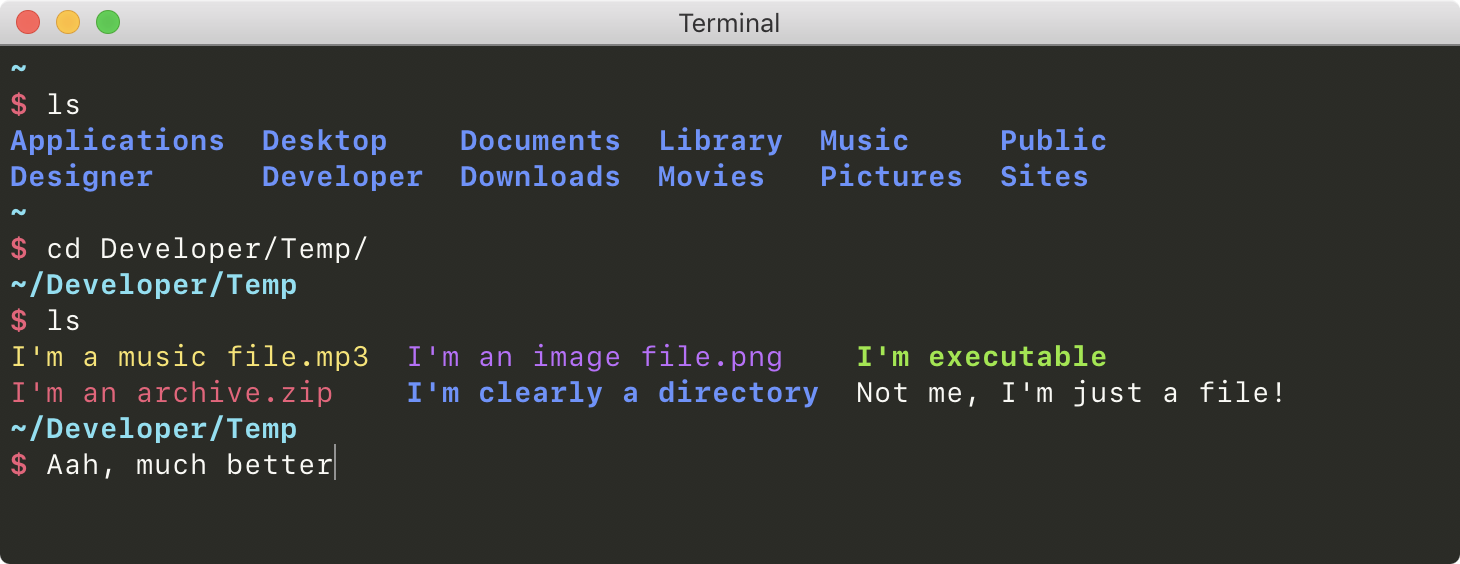 Terminal
~
$ ls
Applications  Desktop    Documents  Library  Music     Public
Designer      Developer  Downloads  Movies   Pictures  Sites
~
$ cd Developer/Temp/
~/Developer/Temp
$ ls
I'm a music file.mp3  I'm an image file.png    I'm executable
I'm an archive.zip    I'm clearly a directory  Not me, I'm just a file!
~/Developer/Temp
$ Aah, much better